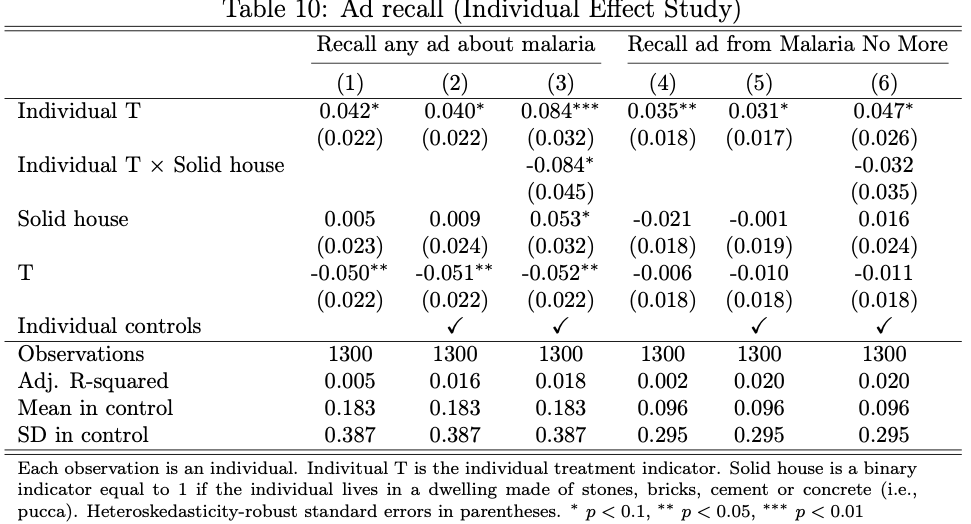 Table 10: Ad recall (Individual Effect Study)
Recall any ad about malaria Recall ad from Malaria No More
(1) (2) (3) (4) (5) (6)
Individual T 0.042* 0.040* 0.084*** 0.035** 0.031* 0.047*
(0.022) (0.022) (0.032) (0.018) (0.017) (0.026)
Individual T × Solid house -0.084* -0.032
(0.045) (0.035)
Solid house 0.005 0.009 0.053* -0.021 -0.001 0.016
(0.023) (0.024) (0.032) (0.018) (0.019) (0.024)
T -0.050** -0.051** -0.052** -0.006 -0.010 -0.011
(0.022) (0.022) (0.022) (0.018) (0.018) (0.018)
Individual controls ✓ ✓ ✓ ✓
Observations 1300 1300 1300 1300 1300 1300
Adj. R-squared 0.005 0.016 0.018 0.002 0.020 0.020
Mean in control 0.183 0.183 0.183 0.096 0.096 0.096
SD in control 0.387 0.387 0.387 0.295 0.295 0.295
Each observation is an individual. Indivitual T is the individual treatment indicator. Solid house is a binary
indicator equal to 1 if the individual lives in a dwelling made of stones, bricks, cement or concrete (i.e.,
pucca). Heteroskedasticity-robust standard errors in parentheses. * p < 0.1, ** p < 0.05, *** p < 0.01